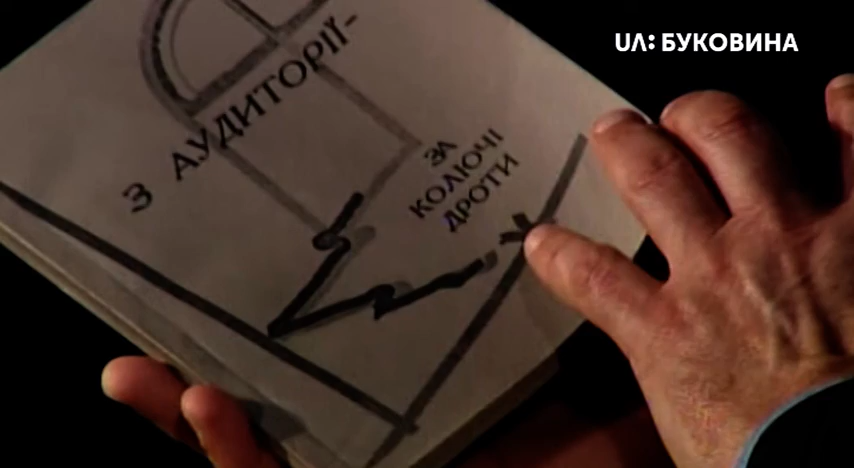 UA: БУКОВИНА
З АУДИТОРІЇ-
ЗА
КОЛЮЧІ
ДРОТИ